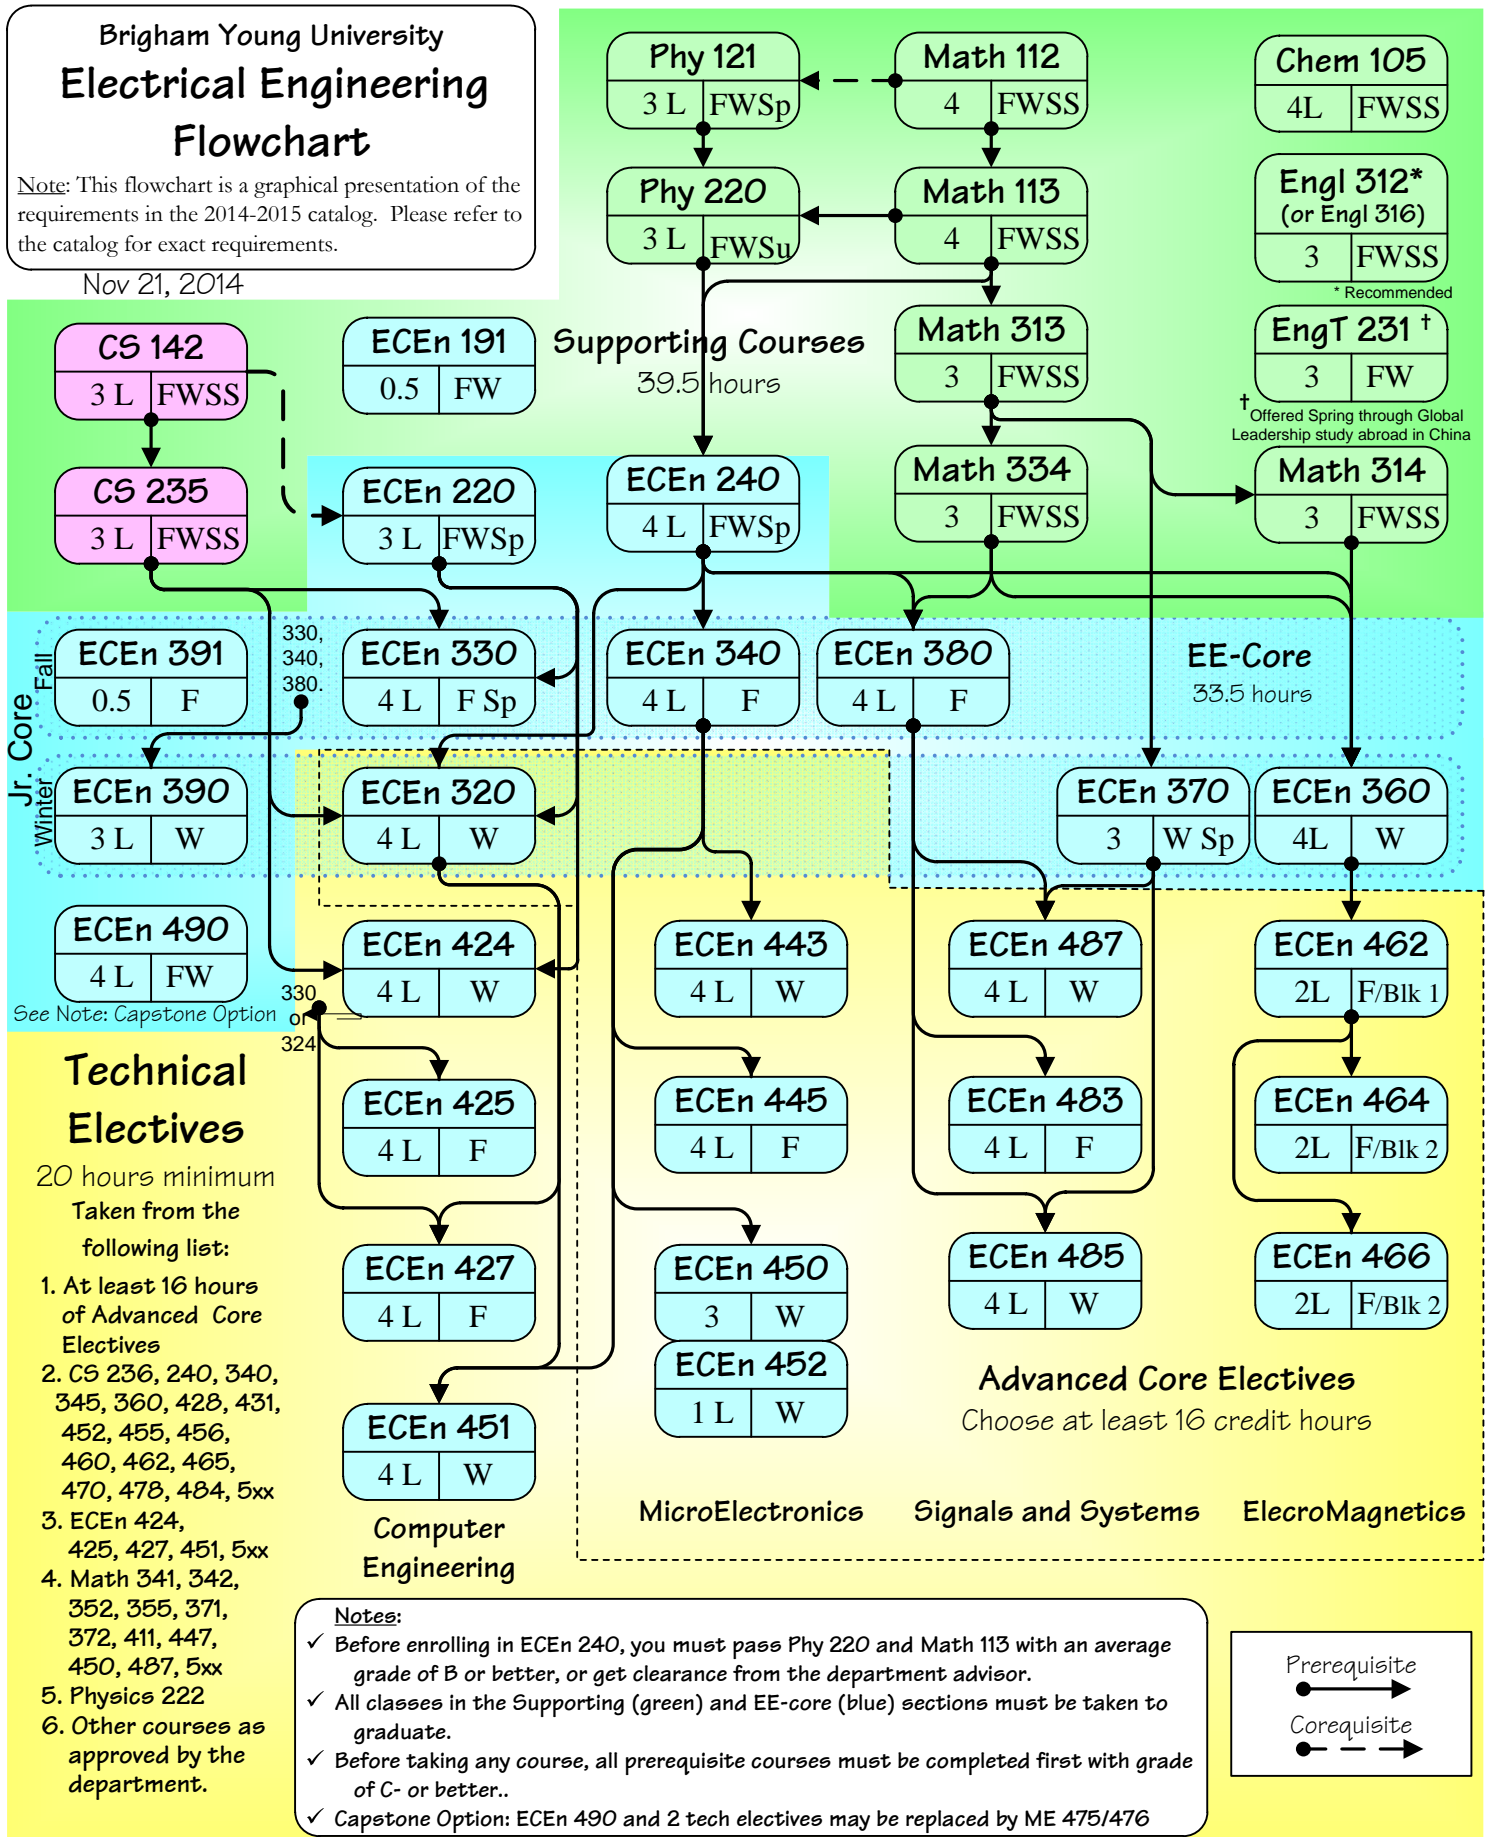 Brigham Young University
Electrical Engineering
Flowchart
Note: This flowchart is a graphical presentation of the
requirements in the 2014-2015 catalog. Please refer to
the catalog for exact requirements.
Nov 21, 2014
Phy 121
3 L FWSp
Math 112
4 FWSS
Chem 105
4L FWSS
Phy 220
3 L FWSu
Math 113
4 FWSS
Engl 312*
(or Engl 316)
3 FWSS
* Recommended
CS 142
3 L FWSS
ECEn 191
0.5 FW
Supporting Courses
39.5 hours
Math 313
3 FWSS
EngT 231 †
3 FW
† Offered Spring through Global
Leadership study abroad in China
CS 235
3 L FWSS
ECEn 220
3 L FWSp
ECEn 240
4 L FWSp
Math 334
3 FWSS
Math 314
3 FWSS
Jr. Core
Fall
ECEn 391
0.5 F
330,
340,
380.
ECEn 330
4 L F Sp
ECEn 340
4 L F
ECEn 380
4 L F
EE-Core
33.5 hours
Winter
ECEn 390
3 L W
ECEn 320
4 L W
ECEn 370
3 W Sp
ECEn 360
4L W
ECEn 490
4 L FW
See Note: Capstone Option
ECEn 424
4 L W
ECEn 443
4 L W
ECEn 487
4 L W
ECEn 462
2L F/Blk 1
330
or
324
ECEn 425
4 L F
ECEn 445
4 L F
ECEn 483
4 L F
ECEn 464
2L F/Blk 2
ECEn 427
4 L F
ECEn 450
3 W
ECEn 452
1 L W
ECEn 485
4 L W
ECEn 466
2L F/Blk 2
ECEn 451
4 L W
Advanced Core Electives
Choose at least 16 credit hours
Computer
Engineering
MicroElectronics
Signals and Systems
ElecroMagnetics
Technical
Electives
20 hours minimum
Taken from the
following list:
1. At least 16 hours
of Advanced Core
Electives
2. CS 236, 240, 340,
345, 360, 428, 431,
452, 455, 456,
460, 462, 465,
470, 478, 484, 5xx
3. ECEn 424,
425, 427, 451, 5xx
4. Math 341, 342,
352, 355, 371,
372, 411, 447,
450, 487, 5xx
5. Physics 222
6. Other courses as
approved by the
department.
Notes:
✓ Before enrolling in ECEn 240, you must pass Phy 220 and Math 113 with an average
grade of B or better, or get clearance from the department advisor.
✓ All classes in the Supporting (green) and EE-core (blue) sections must be taken to
graduate.
✓ Before taking any course, all prerequisite courses must be completed first with grade
of C- or better..
✓ Capstone Option: ECEn 490 and 2 tech electives may be replaced by ME 475/476
Prerequisite
Corequisite